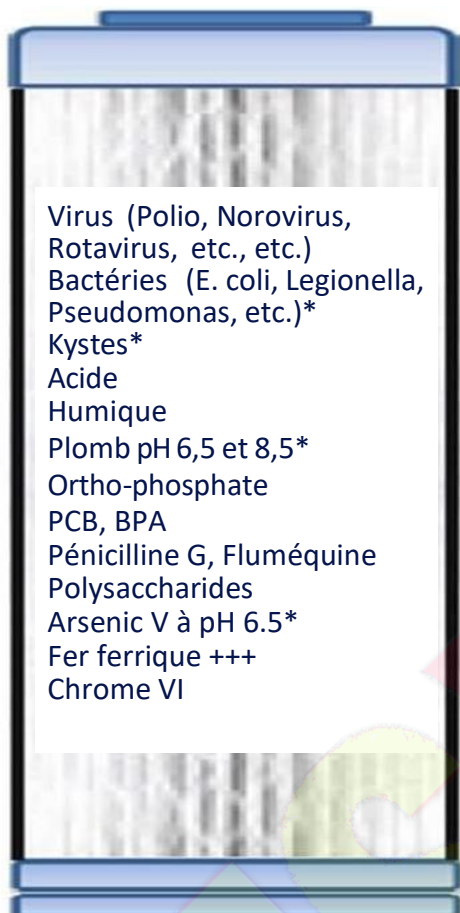 Virus (Polio, Norovirus,
Rotavirus, etc., etc.)
Bactéries (E. coli, Legionella,
Pseudomonas, etc.)*
Kystes*
Acide
Humique
Plomb pH 6,5 et 8,5*
Ortho-phosphate
PCB, BPA
Pénicilline G, Fluméquine
Polysaccharides
Arsenic V à pH 6.5*
Fer ferrique +++
Chrome VI